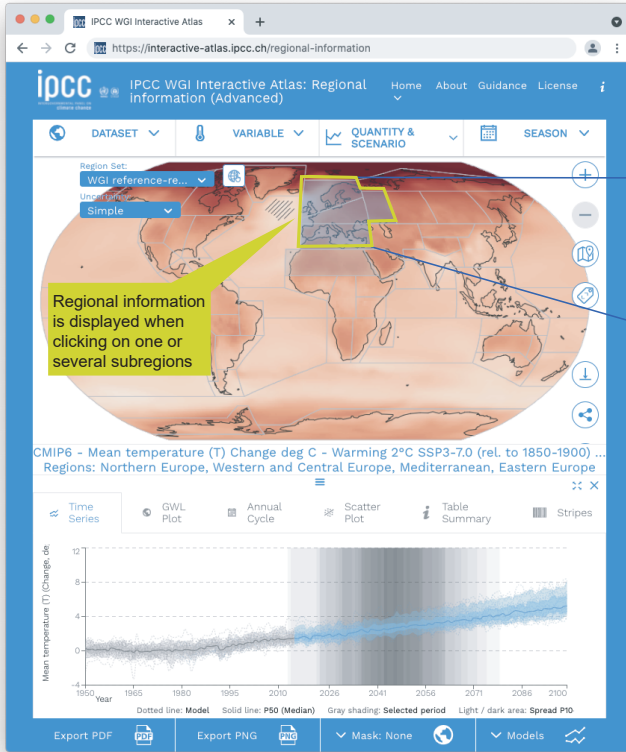 IPCC WGI Interactive Atlas
https://interactive-atlas.ipcc.ch/regional-information
ipcc
IPCC WGI Interactive Atlas: Regional
information (Advanced)
Home
About
Guidance
License
i
DATASET
VARIABLE
QUANTITY &
SCENARIO
SEASON
Region Set:
WGI reference-re...
Simple
Regional information
is displayed when
clicking on one or
several subregions
CMIP6 - Mean temperature (T) Change deg C - Warming 2°C SSP3-7.0 (rel. to 1850-1900) ...
Regions: Northern Europe, Western and Central Europe, Mediterranean, Eastern Europe
Time
Series
GWL
Plot
Annual
Cycle
Scatter
Plot
i
Table
Summary
Stripes
Mean temperature (T) (Change, de
12
8
4
0
-4
1950 1965 1980 1995 2010 2026 2041 2056 2071 2086 2100
Year
Dotted line: Model Solid line: P50 (Median) Gray shading: Selected period Light / dark area: Spread P10
Export PDF
PDF
Export PNG
PNG
Mask: None
Models